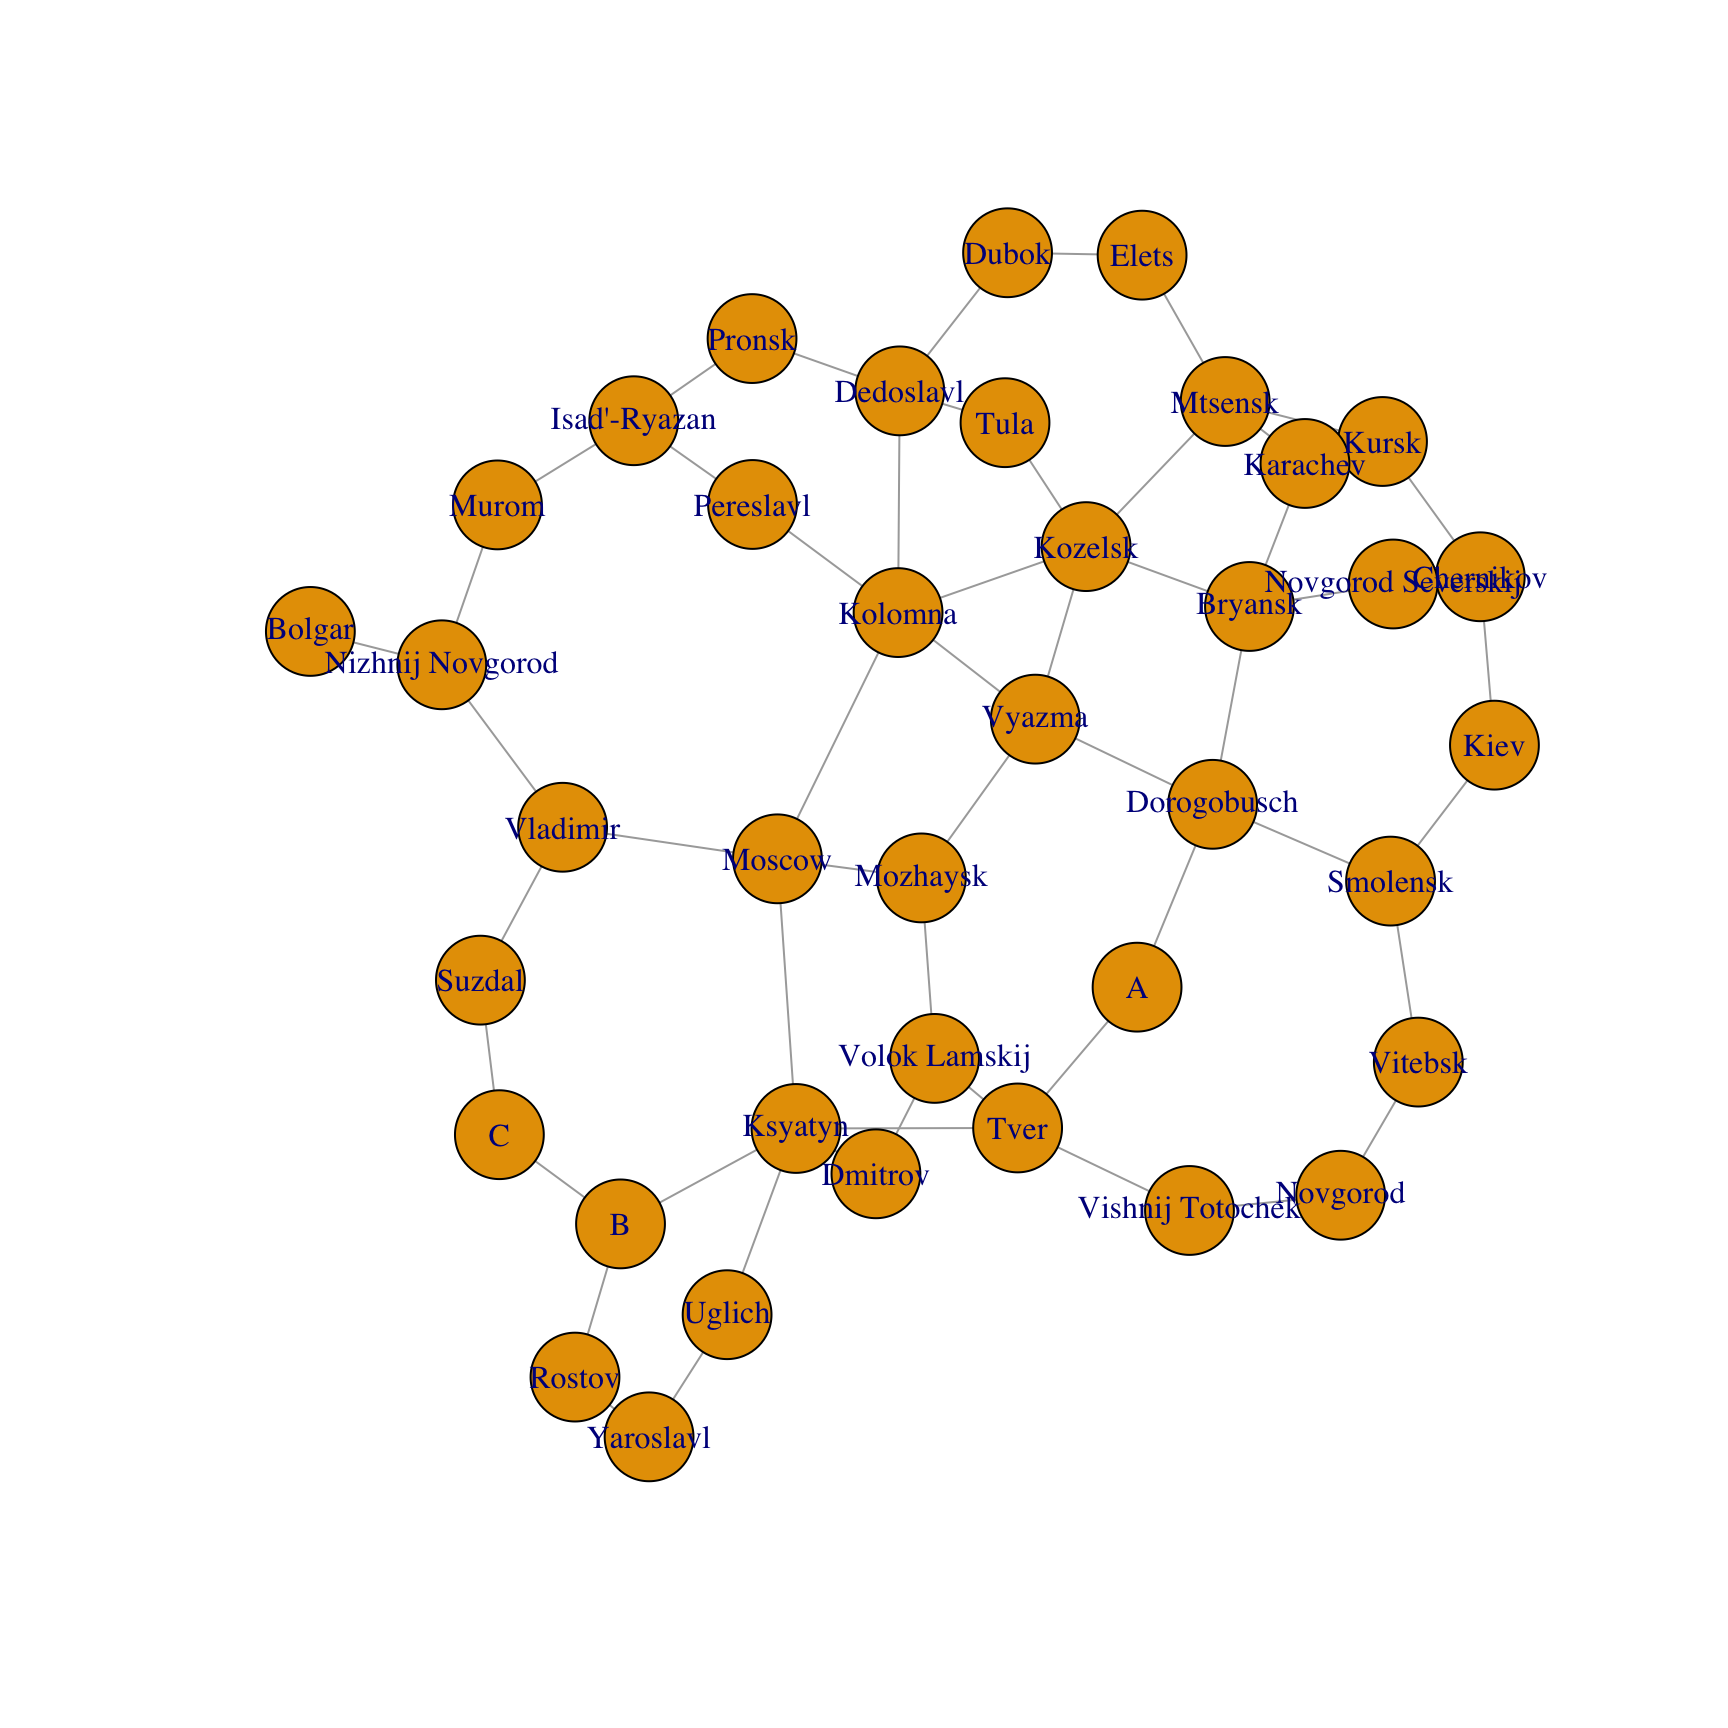 Dubok
Elets
Pronsk
Dedoslavl
Mtsensk
Isad'-Ryazan
Tula
Kursk
Karachev
Murom
Pereslavl
Kozelsk
Novgorod Severskij
Chernikov
Bryansk
Kolomna
Bolgar
Nizhnij Novgorod
Vyazma
Kiev
Dorogobusch
Vladimir
Moscow
Mozhaysk
Smolensk
Suzdal
A
Volok Lamskij
Vitebsk
C
Ksyatyn
Tver
Dmitrov
Novgorod
Vishnij Totochek
B
Uglich
Rostov
Yaroslavl